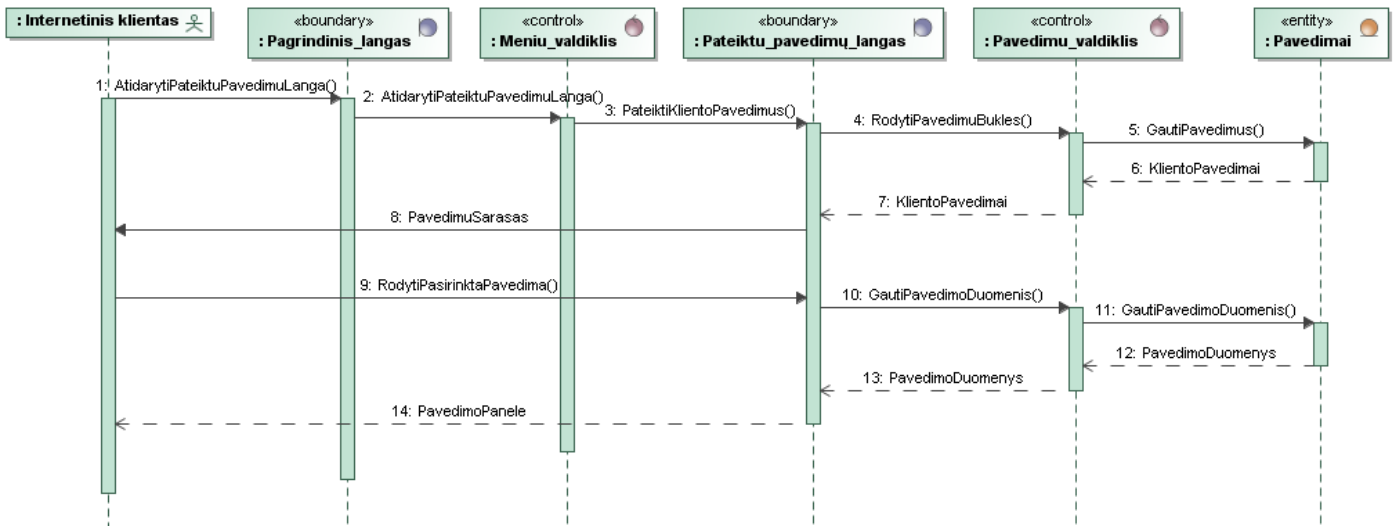 : Internetinis klientas
«boundary»
: Pagrindinis_langas
«control»
: Meniu_valdiklis
«boundary»
: Pateiktu_pavedimų_langas
«control»
: Pavedimu_valdiklis
«entity»
: Pavedimai
1: AtidarytiPateiktuPavedimuLanga()
2: AtidarytiPateiktuPavedimuLanga()
3: PateiktiKlientoPavedimus()
4: RodytiPavedimuBukles()
5: GautiPavedimus()
6: KlientoPavedimai
7: KlientoPavedimai
8: PavedimuSarasas
9: RodytiPasirinktaPavedima()
10: GautiPavedimoDuomenis()
11: GautiPavedimoDuomenis()
12: PavedimoDuomenys
13: PavedimoDuomenys
14: PavedimoPanele